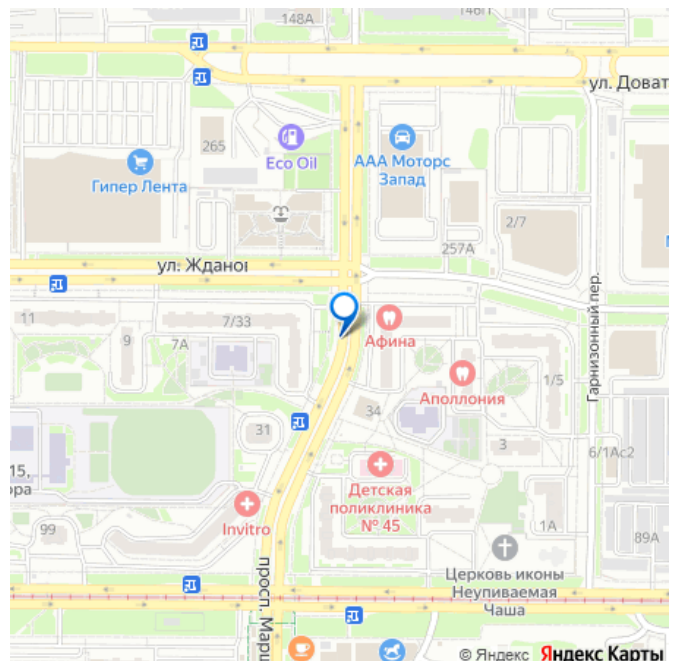 148А
146П
ул. Доват
265
Eco Oil
ААА Моторс
Запад
Гипер Лента
2/7
257А
ул. Ждано
Гарнизонный пер.
11
7/33
9
7А
Афина
Аполлония
1/5
34
31
3
6/1Ас2
15,
ора
Детская
поликлиника
№ 45
Invitro
99
1А
89А
Церковь иконы
Неупиваемая
Чаша
просп. Марш
© Яндекс Яндекс Карты